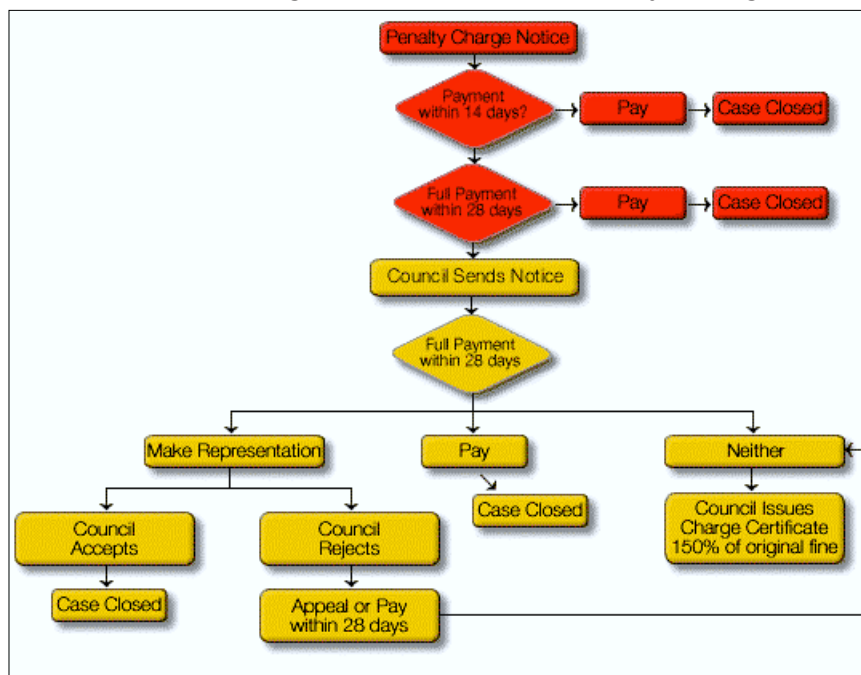 Penalty Charge Notice
Payment
within 14 days?
Pay
Case Closed
Full Payment
within 28 days
Pay
Case Closed
Council Sends Notice
Full Payment
within 28 days
Make Representation
Pay
Neither
Case Closed
Council Issues
Charge Certificate
150% of original fine
Council
Accepts
Council
Rejects
Case Closed
Appeal or Pay
within 28 days